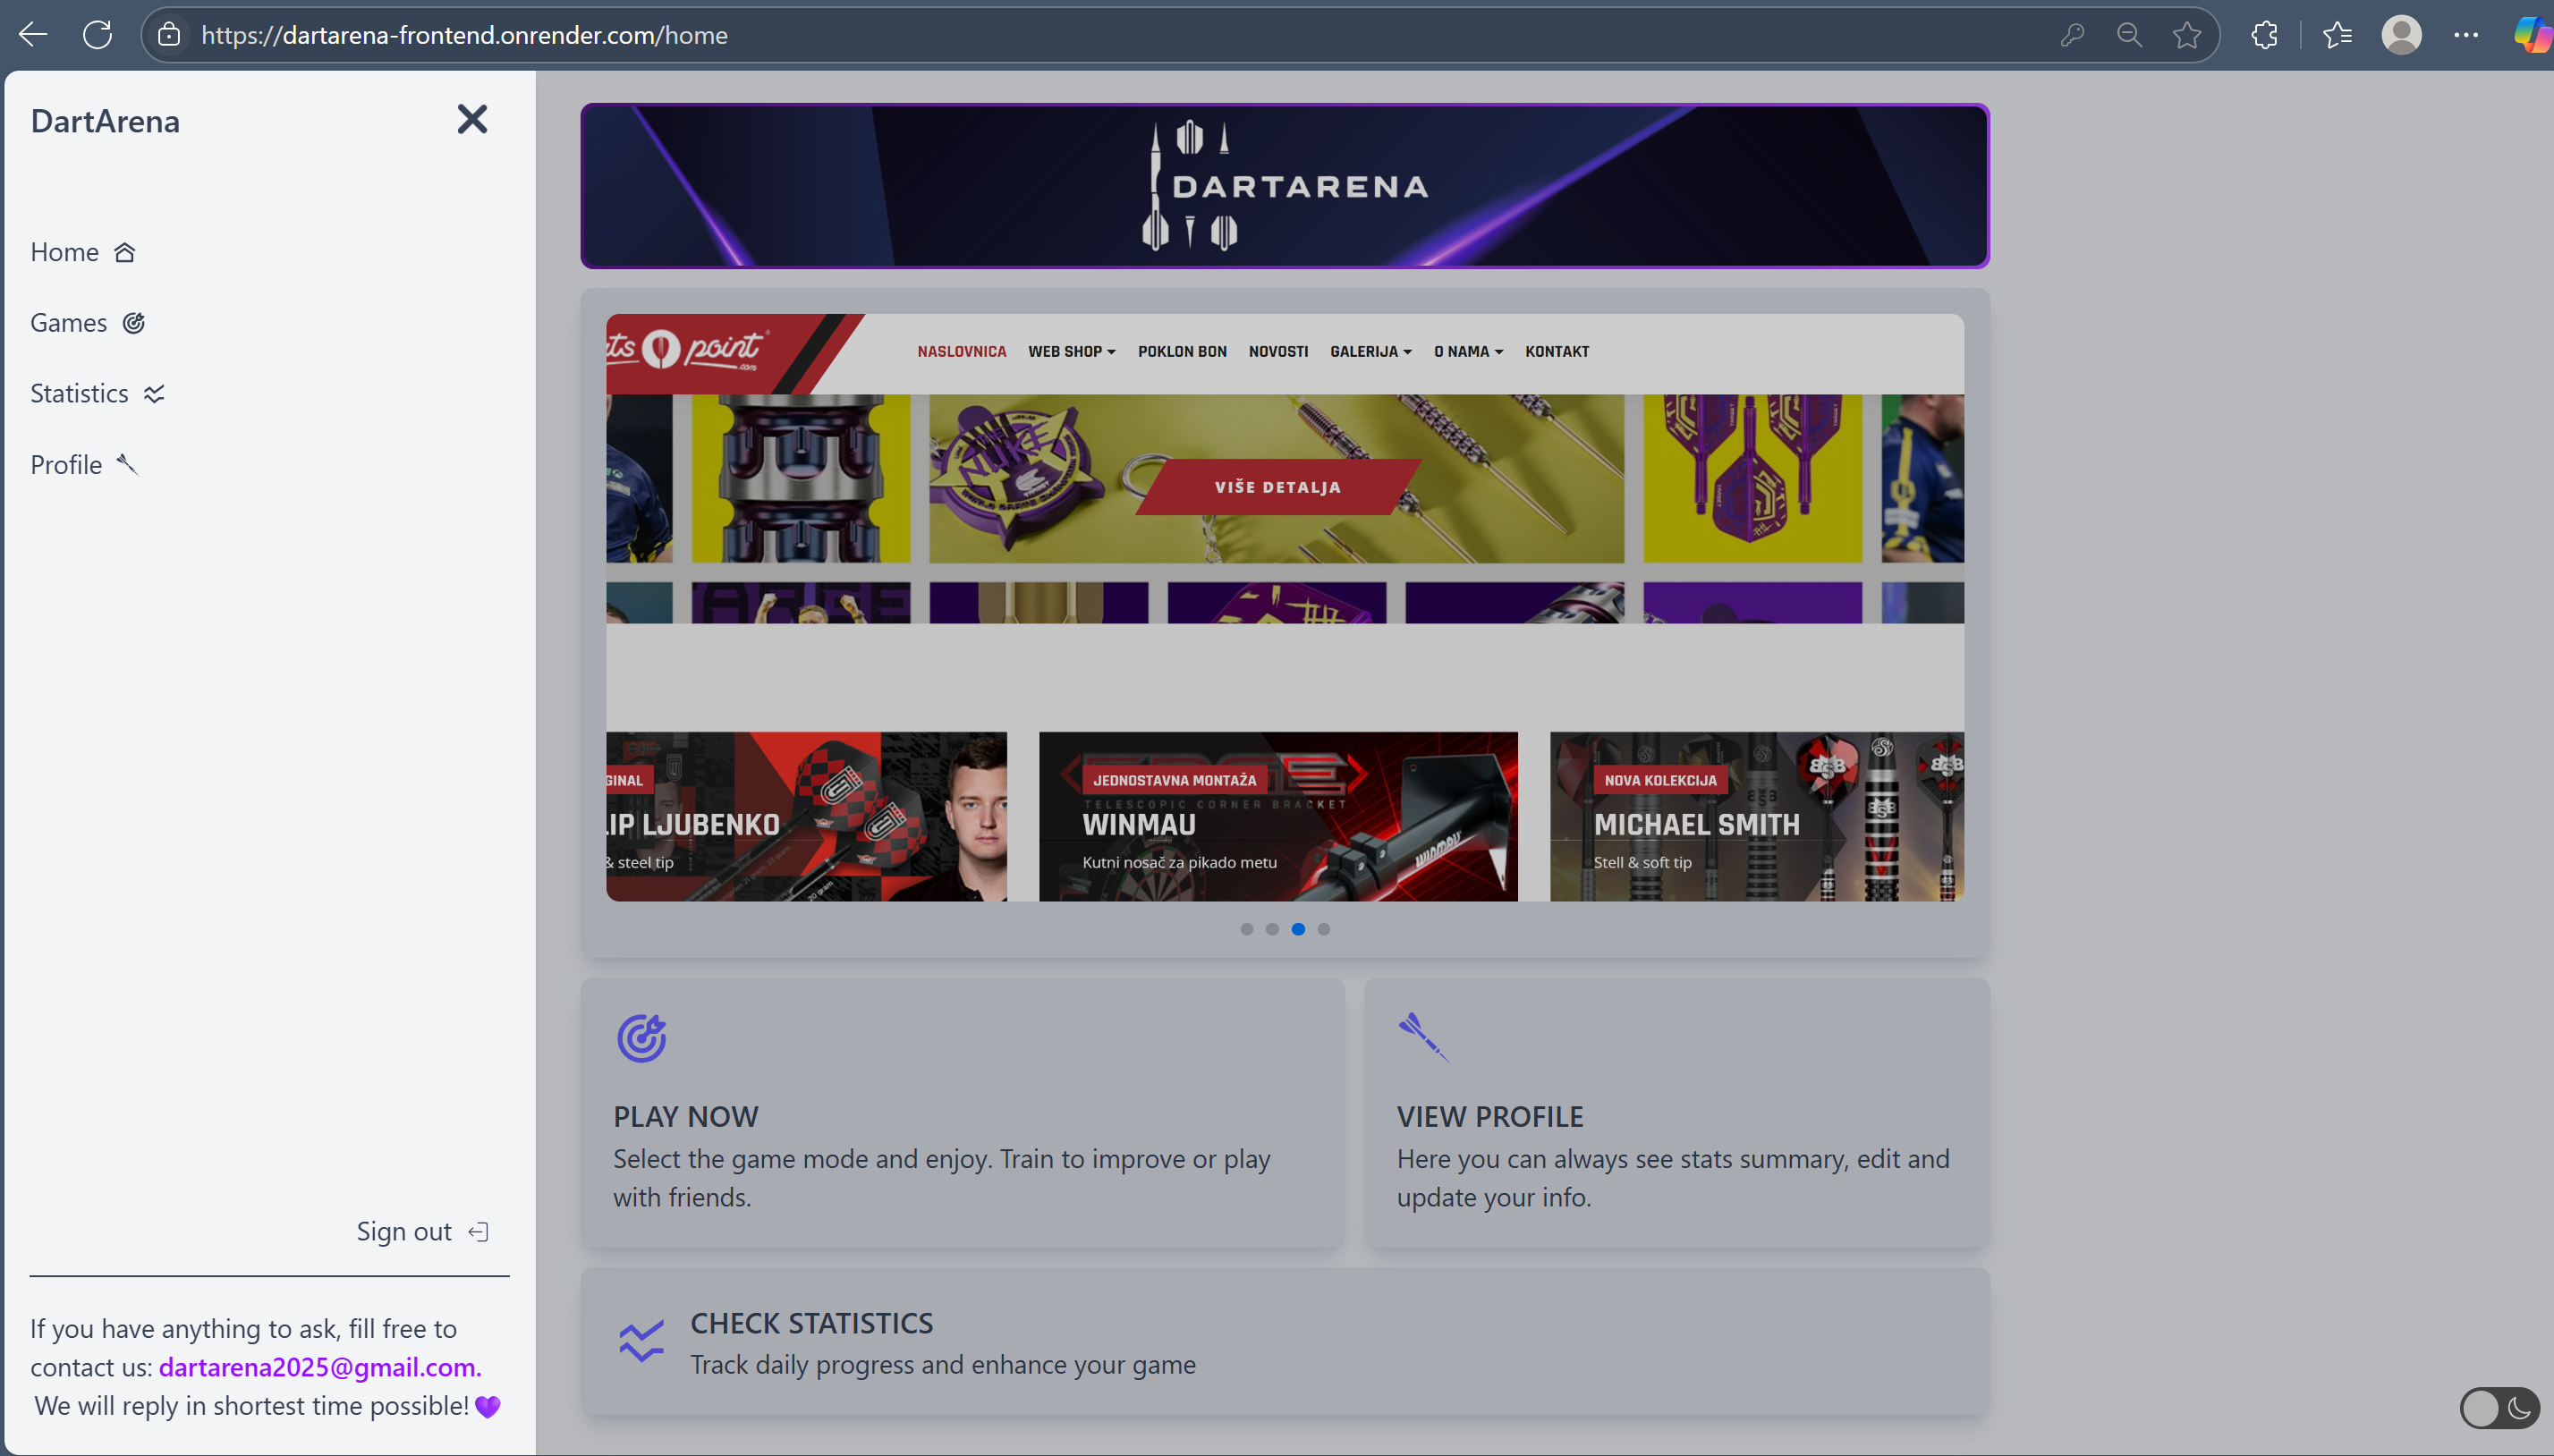 https://dartarena-frontend.onrender.com/home
DartArena
Home
Games
Statistics
Profile
Sign out
If you have anything to ask, fill free to
contact us: dartarena2025@gmail.com.
We will reply in shortest time possible!
DARTARENA
point
.com
NASLOVNICA WEB SHOP POKLON BON NOVOSTI GALERIJA O NAMA KONTAKT
NUKE
TARGET
VIŠE DETALJA
GINAL
LIP LJUBENKO
& steel tip
JEDNOSTAVNA MONTAŽA
TELESCOPIC CORNER BRACKET
WINMAU
Kutni nosač za pikado metu
WINMAU
NOVA KOLEKCIJA
MICHAEL SMITH
Stell & soft tip
PLAY NOW
Select the game mode and enjoy. Train to improve or play
with friends.
VIEW PROFILE
Here you can always see stats summary, edit and
update your info.
CHECK STATISTICS
Track daily progress and enhance your game